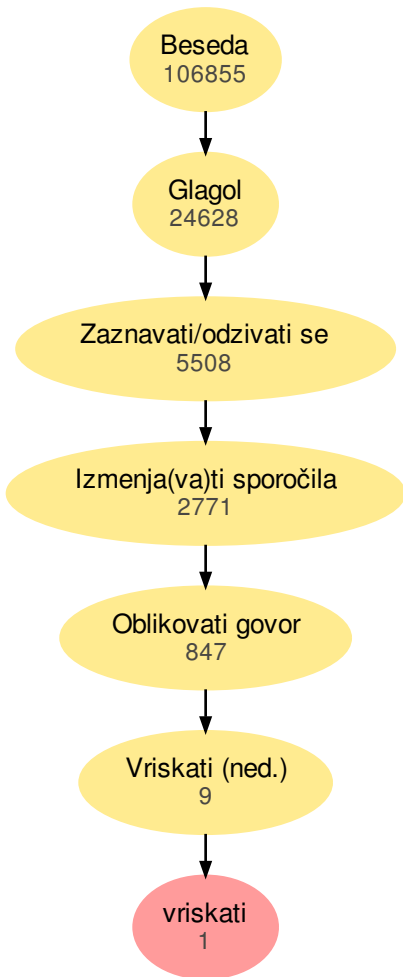 Beseda
106855
Glagol
24628
Zaznavati/odzivati se
5508
Izmenja(va)ti sporočila
2771
Oblikovati govor
847
Vriskati (ned.)
9
vriskati
1